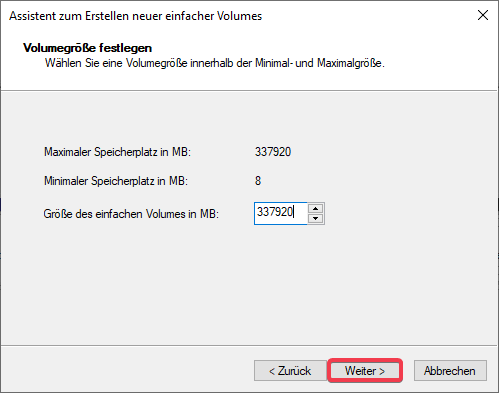 Assistent zum Erstellen neuer einfacher Volumes
Volumegröße festlegen
Wählen Sie eine Volumegröße innerhalb der Minimal- und Maximalgröße.
Maximaler Speicherplatz in MB: 337920
Minimaler Speicherplatz in MB: 8
Größe des einfachen Volumes in MB: 337920
< Zurück Weiter > Abbrechen